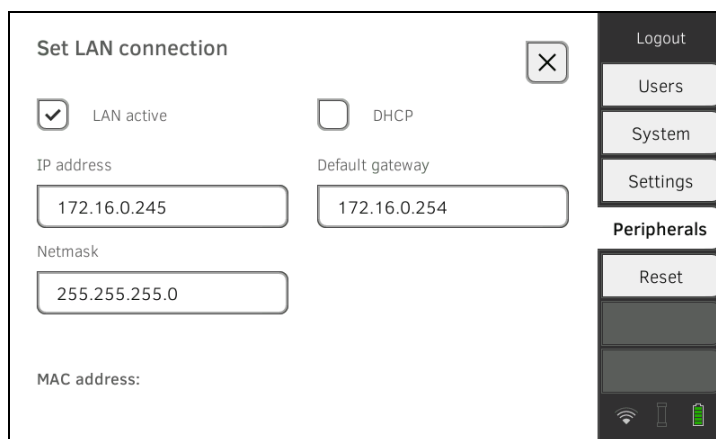 Set LAN connection
LAN active
DHCP
IP address
Default gateway
172.16.0.245
172.16.0.254
Netmask
255.255.255.0
MAC address:
Logout
Users
System
Settings
Peripherals
Reset